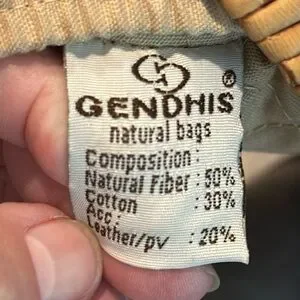 GENDHIS ®
natural bags
Composition :
Natural Fiber : 50%
Cotton : 30%
Acc :
Leather/pv : 20%